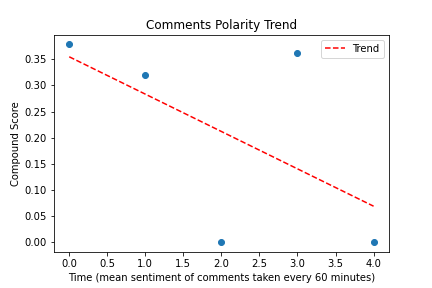 Comments Polarity Trend
Trend
Compound Score
0.35
0.30
0.25
0.20
0.15
0.10
0.05
0.00
0.0 0.5 1.0 1.5 2.0 2.5 3.0 3.5 4.0
Time (mean sentiment of comments taken every 60 minutes)